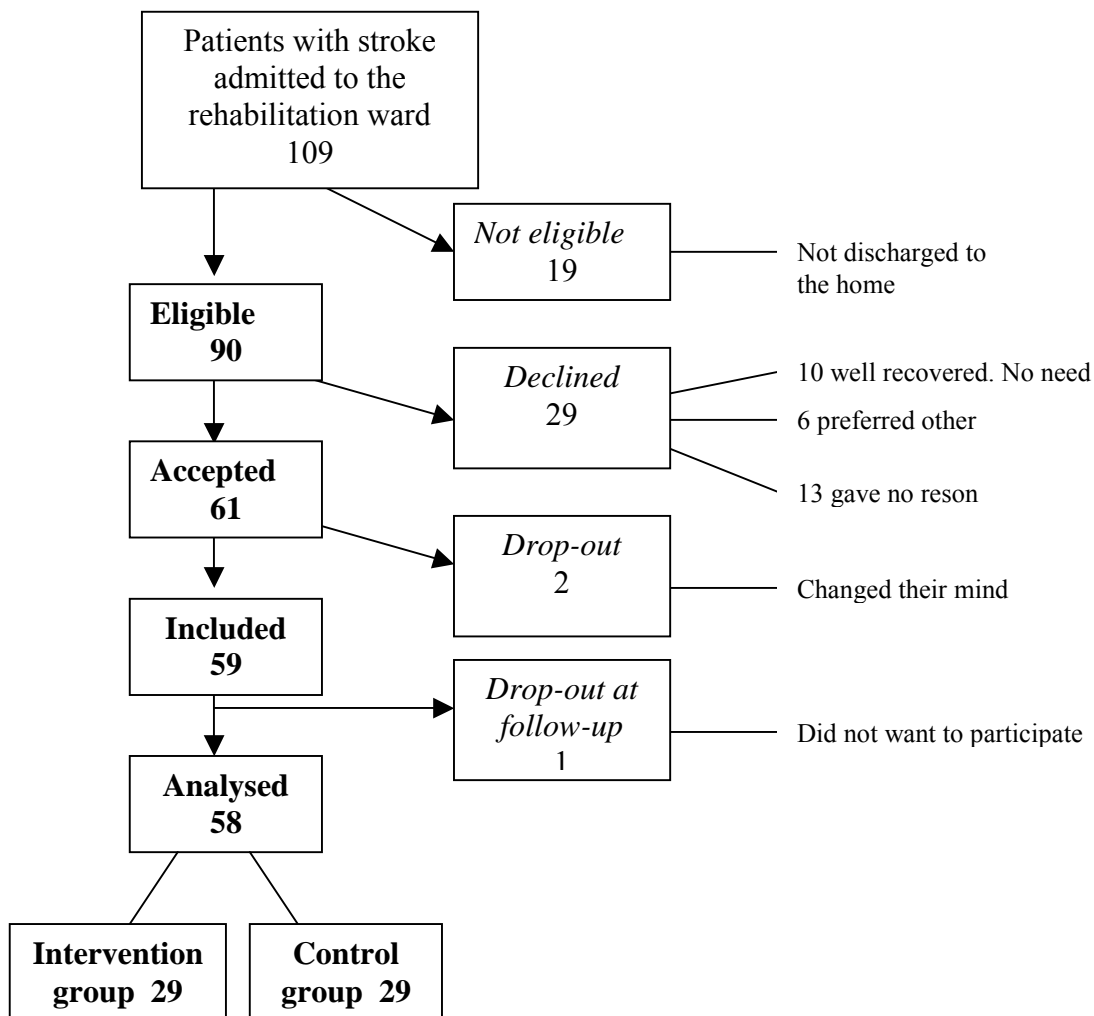 Patients with stroke
admitted to the
rehabilitation ward
109
Not eligible
19
Not discharged to
the home
Eligible
90
Declined
29
10 well recovered. No need
6 preferred other
13 gave no reson
Accepted
61
Drop-out
2
Changed their mind
Included
59
Drop-out at
follow-up
1
Did not want to participate
Analysed
58
Intervention
group 29
Control
group 29